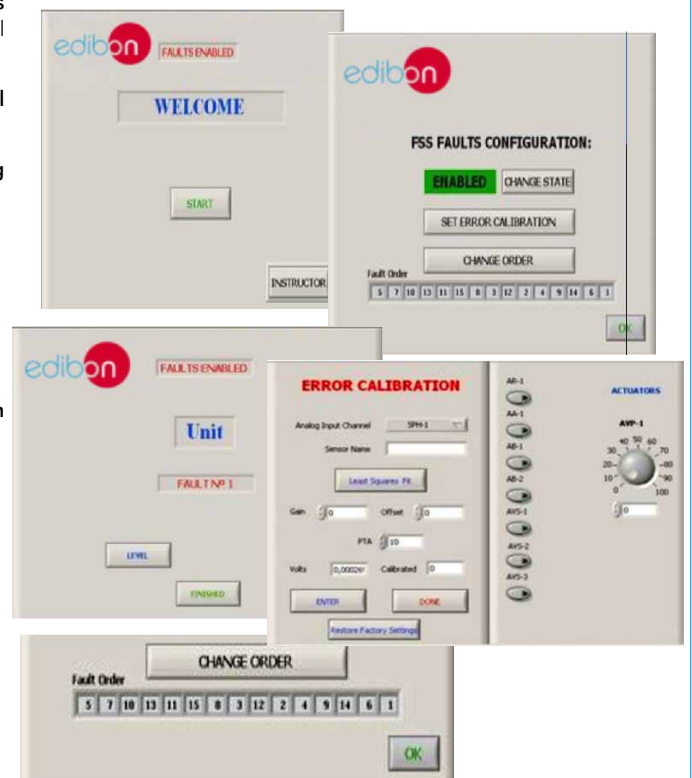 edibon
FAULTS ENABLED
WELCOME
START
INSTRUCTOR
edibon
FSS FAULTS CONFIGURATION:
ENABLED CHANGE STATE
SET ERROR CALIBRATION
CHANGE ORDER
Fault Order
5 7 10 13 11 15 8 3 12 2 4 9 14 6 1
OK
edibon
FAULTS ENABLED
Unit
FAULT Nº 1
LEVEL
FINISHED
ERROR CALIBRATION
Analog Input Channel SPH-1
Sensor Name
Least Squares Fit
Gain 0 Offset 0
PTA 10
Volts Calibrated 0
ENTER DONE
Restore Factory Settings
AR-1
AA-1
AB-1
AB-2
AVS-1
AVS-2
AVS-3
ACTUATORS
AVP-1
0 10 20 30 40 50 60 70 80 90 100
0
CHANGE ORDER
Fault Order
5 7 10 13 11 15 8 3 12 2 4 9 14 6 1
OK